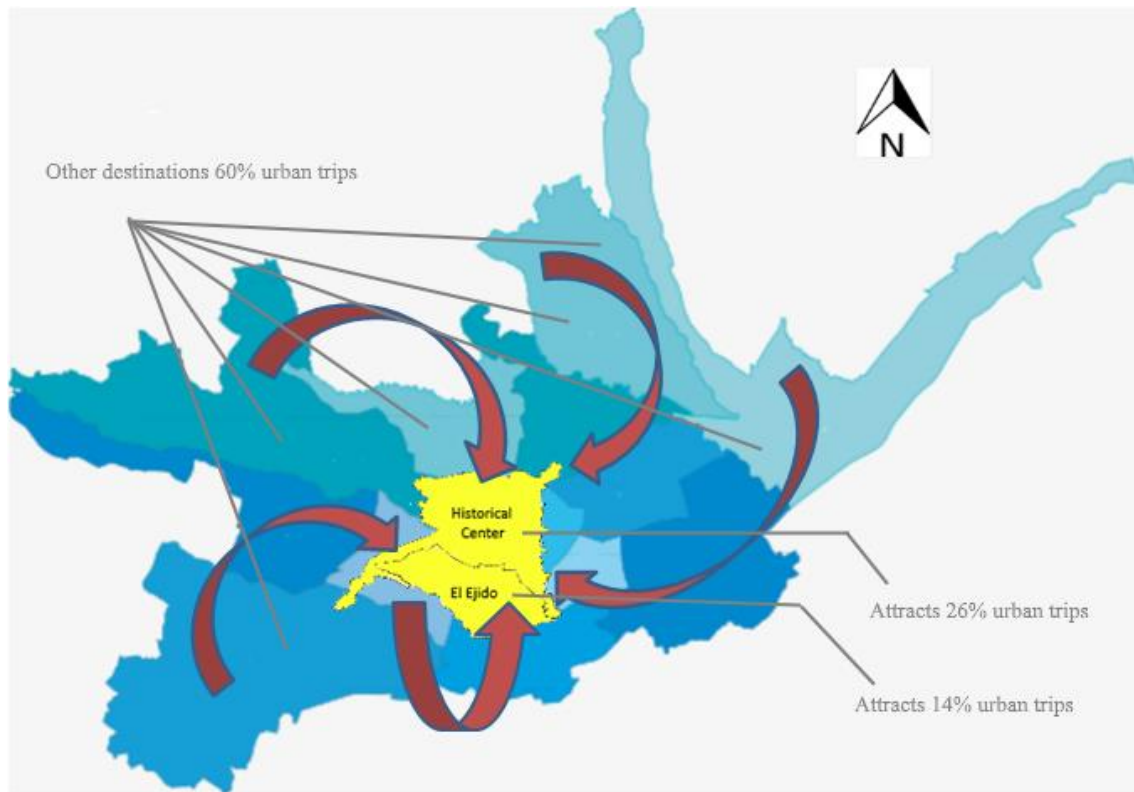 N
Other destinations 60% urban trips
Historical
Center
El Ejido
Attracts 26% urban trips
Attracts 14% urban trips